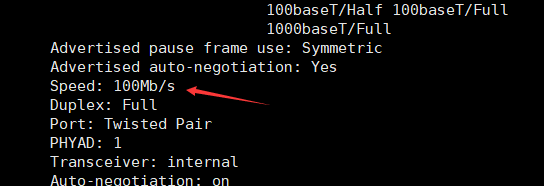 100baseT/Half 100baseT/Full
1000baseT/Full
Advertised pause frame use: Symmetric
Advertised auto-negotiation: Yes
Speed: 100Mb/s
Duplex: Full
Port: Twisted Pair
PHYAD: 1
Transceiver: internal
Auto-negotiation: on